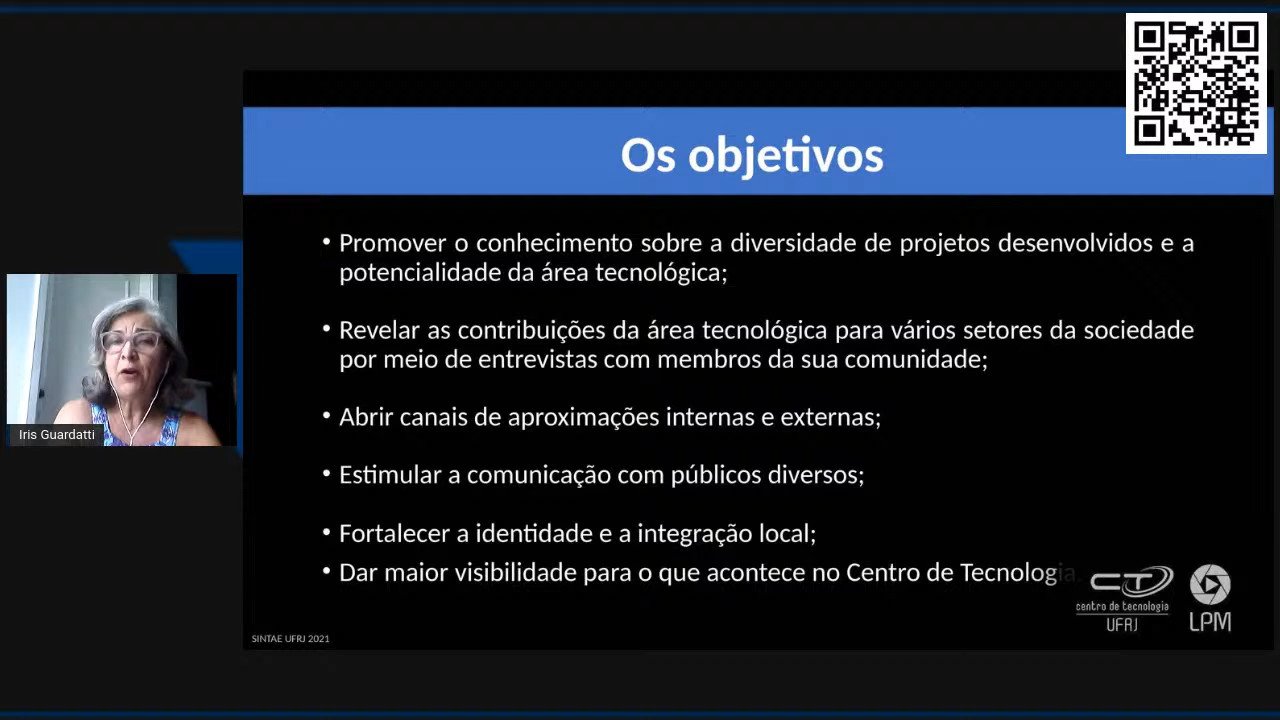 Os objetivos
• Promover o conhecimento sobre a diversidade de projetos desenvolvidos e a
potencialidade da área tecnológica;
• Revelar as contribuições da área tecnológica para vários setores da sociedade
por meio de entrevistas com membros da sua comunidade;
• Abrir canais de aproximações internas e externas;
• Estimular a comunicação com públicos diversos;
• Fortalecer a identidade e a integração local;
• Dar maior visibilidade para o que acontece no Centro de Tecnologia.
Iris Guardatti
SINTAE UFRJ 2021
CT
centro de tecnologia
UFRJ
LPM